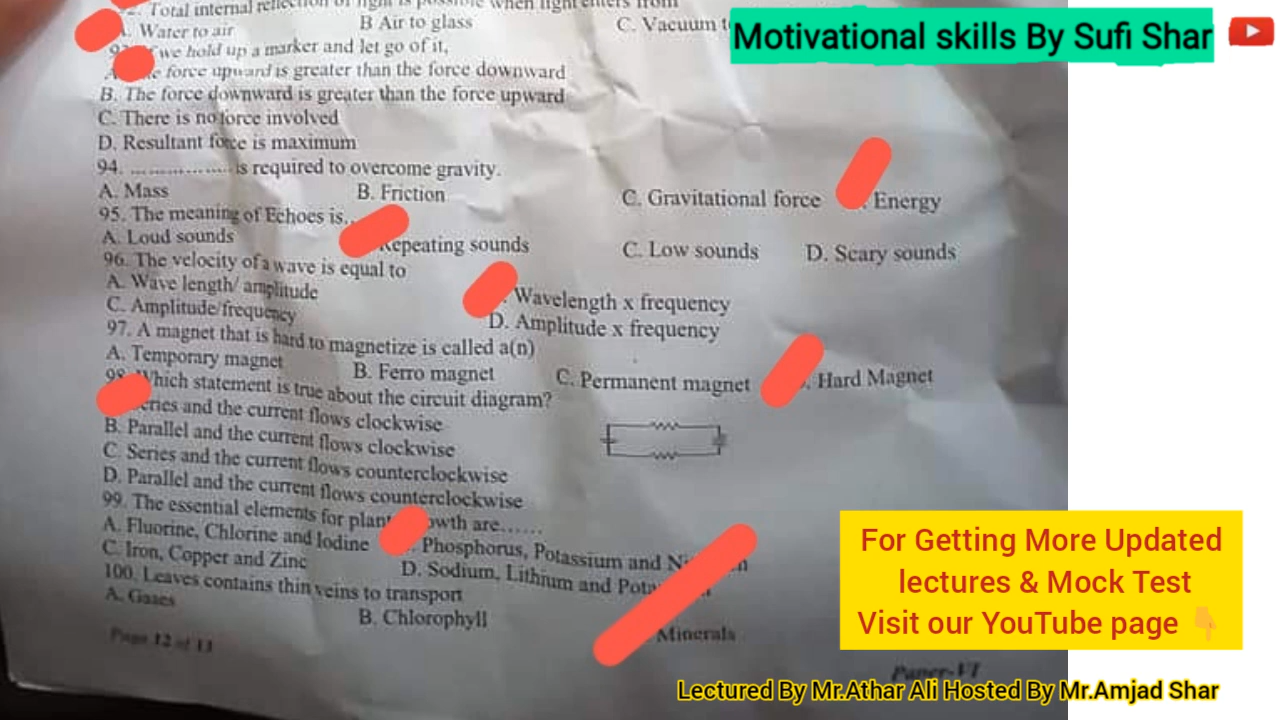 Total internal reflection of light is possible when light enters from
Water to air B Air to glass C. Vacuum
we hold up a marker and let go of it,
force upward is greater than the force downward
B. The force downward is greater than the force upward
C. There is no force involved
D. Resultant force is maximum
94. .................. is required to overcome gravity.
A. Mass B. Friction C. Gravitational force Energy
95. The meaning of Echoes is..
A. Loud sounds Repeating sounds C. Low sounds D. Scary sounds
96. The velocity of a wave is equal to
A. Wave length/ amplitude Wavelength x frequency
C. Amplitude/frequency D. Amplitude x frequency
97. A magnet that is hard to magnetize is called a(n)
A. Temporary magnet B. Ferro magnet C. Permanent magnet Hard Magnet
98. Which statement is true about the circuit diagram?
eries and the current flows clockwise
B. Parallel and the current flows clockwise
C. Series and the current flows counterclockwise
D. Parallel and the current flows counterclockwise
99. The essential elements for plant owth are......
A. Fluorine, Chlorine and Iodine Phosphorus, Potassium and
C. Iron, Copper and Zinc D. Sodium, Lithium and
100. Leaves contains thin veins to transport
A. Gases B. Chlorophyll Minerals
Page 12 of 13
Paper-VI
Motivational skills By Sufi Shar
For Getting More Updated
lectures & Mock Test
Visit our YouTube page
Lectured By Mr.Athar Ali Hosted By Mr.Amjad Shar